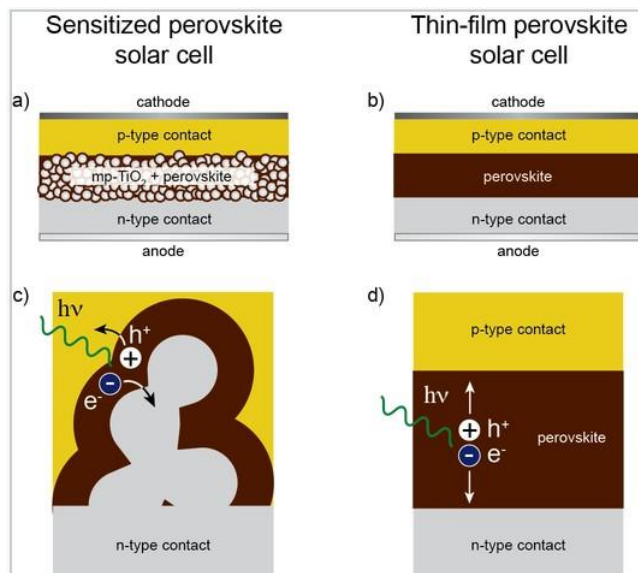 Sensitized perovskite
solar cell
Thin-film perovskite
solar cell
a)
cathode
p-type contact
mp-TiO₂ + perovskite
n-type contact
anode
b)
cathode
p-type contact
perovskite
n-type contact
anode
c)
hν
h⁺
+
-
e⁻
n-type contact
d)
p-type contact
hν
+
h⁺
-
e⁻
perovskite
n-type contact